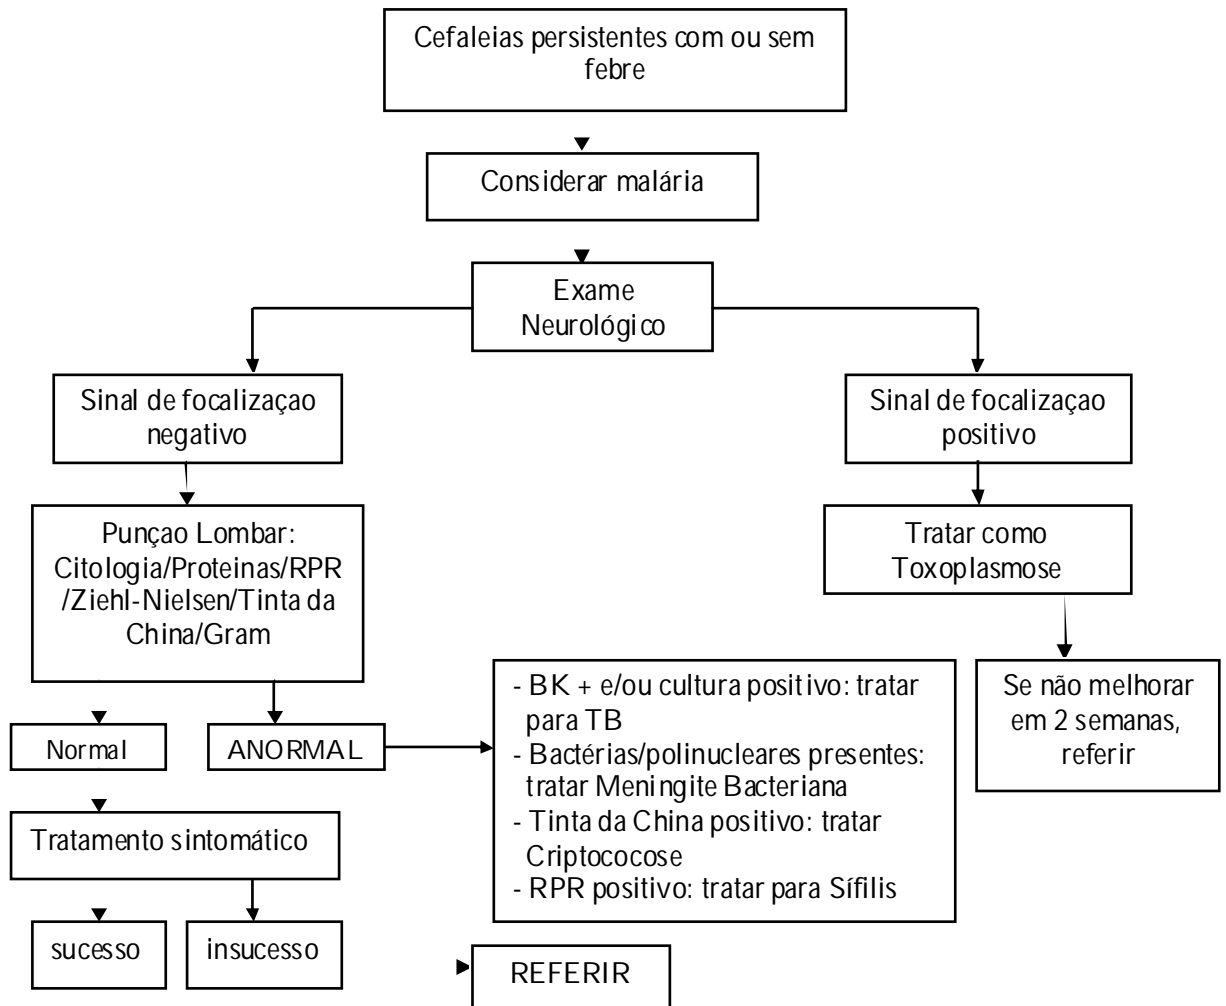 Cefaleias persistentes com ou sem
febre
Considerar malária
Exame
Neurológico
Sinal de focalizaçao
negativo
Sinal de focalizaçao
positivo
Punçao Lombar:
Citologia/Proteinas/RPR
/Ziehl-Nielsen/Tinta da
China/Gram
Tratar como
Toxoplasmose
Normal
ANORMAL
- BK + e/ou cultura positivo: tratar
para TB
- Bactérias/polinucleares presentes:
tratar Meningite Bacteriana
- Tinta da China positivo: tratar
Criptococose
- RPR positivo: tratar para Sífilis
Se não melhorar
em 2 semanas,
referir
Tratamento sintomático
sucesso
insucesso
REFERIR